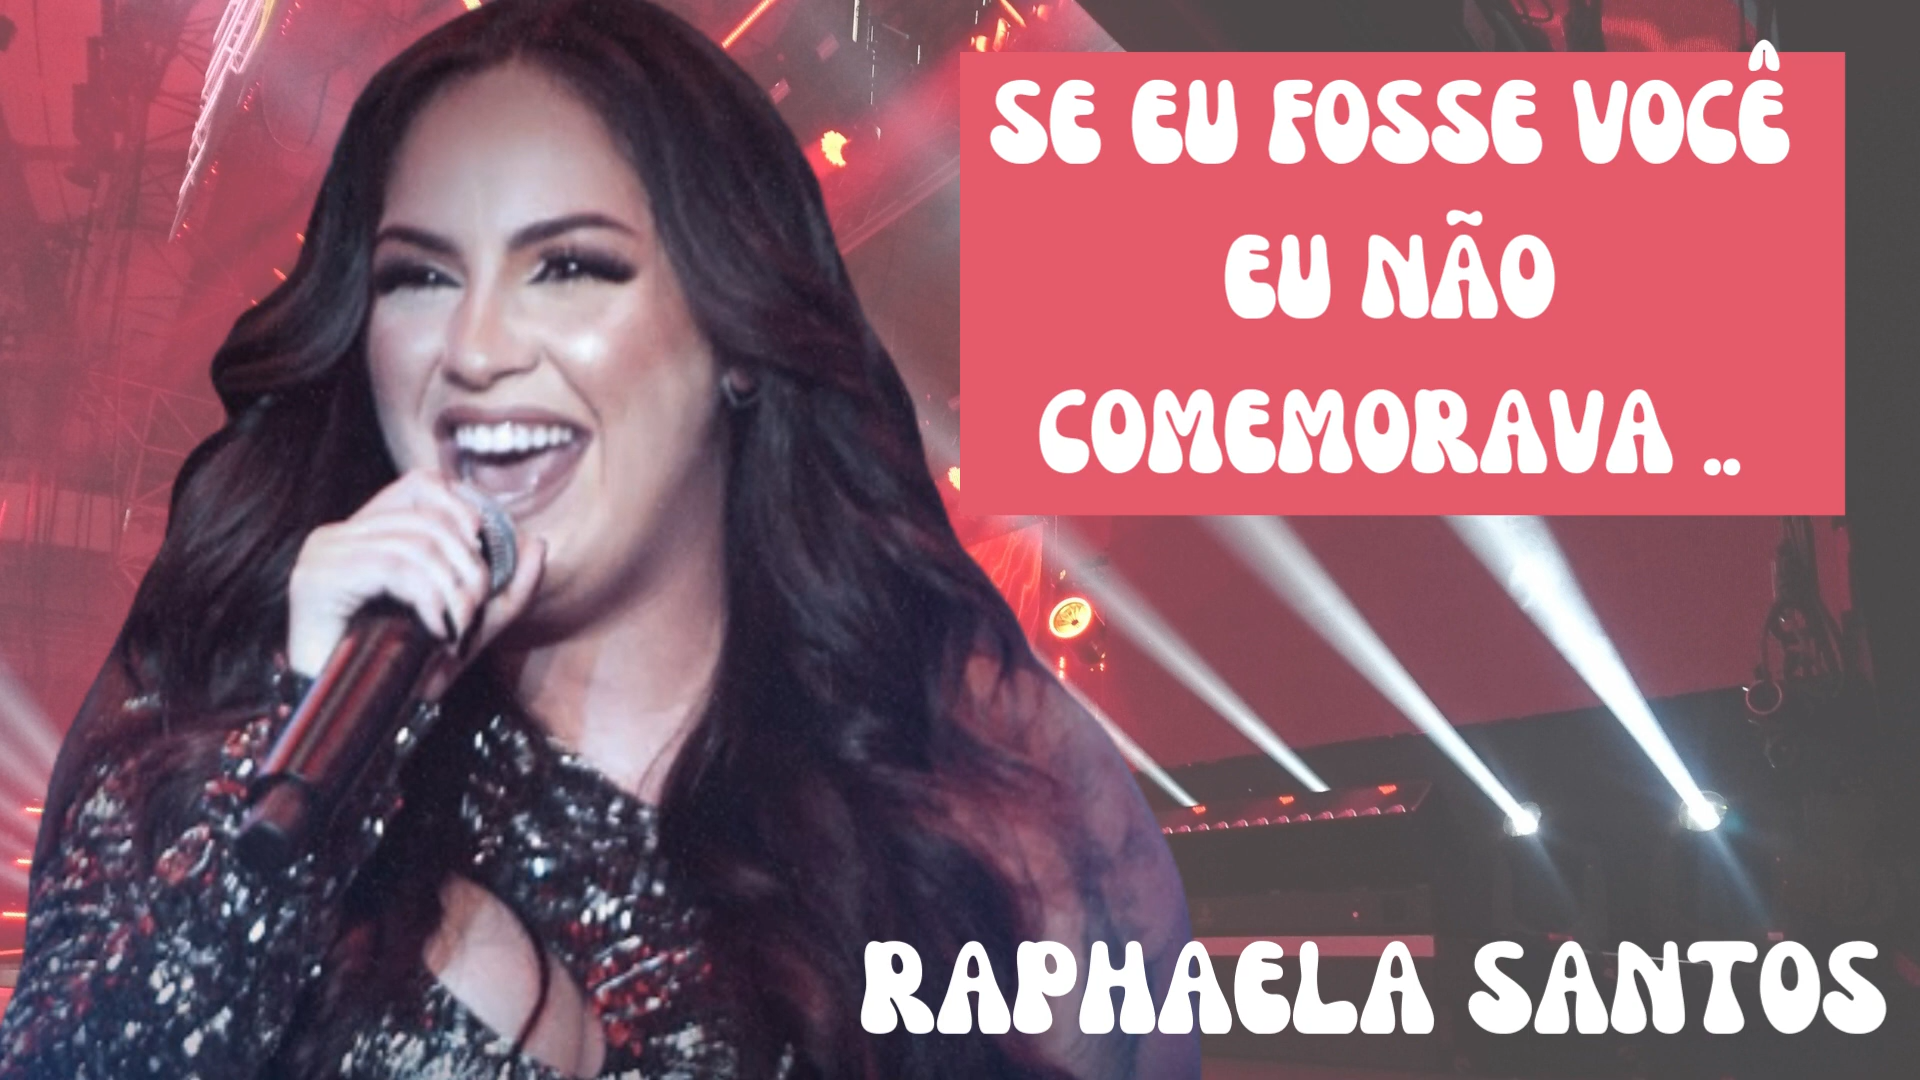 SE EU FOSSE VOCÊ
EU NÃO
COMEMORAVA ..
RAPHAELA SANTOS